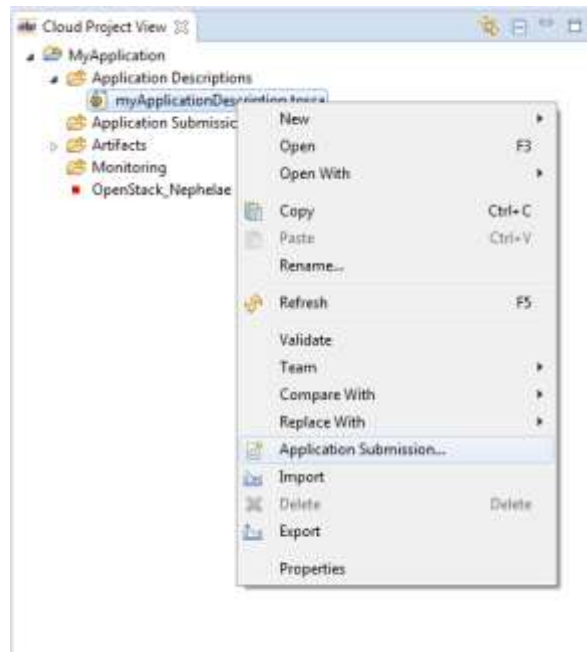 Cloud Project View
MyApplication
Application Descriptions
myApplicationDescription.tosca
Application Submissic
Artifacts
Monitoring
OpenStack_Nephelae
New
Open F3
Open With
Copy Ctrl+C
Paste Ctrl+V
Rename...
Refresh F5
Validate
Team
Compare With
Replace With
Application Submission...
Import
Delete Delete
Export
Properties